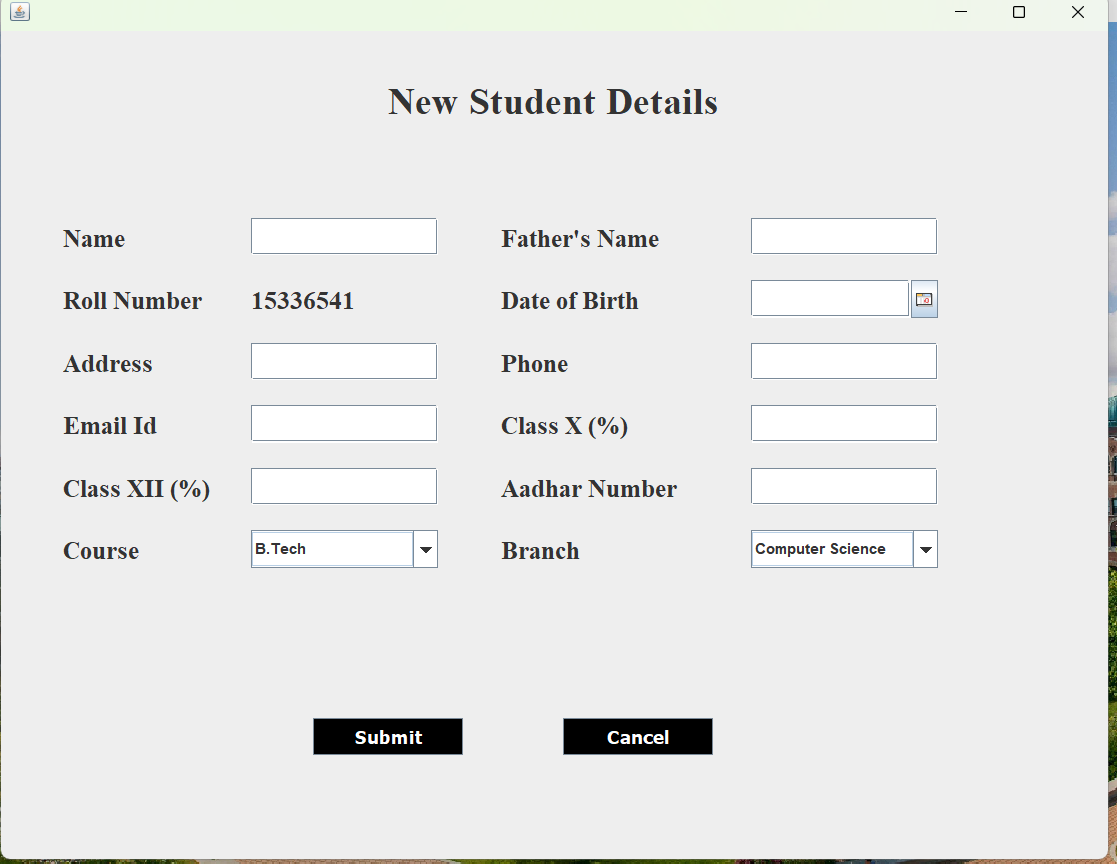 New Student Details
Name Father's Name
Roll Number 15336541 Date of Birth
Address Phone
Email Id Class X (%)
Class XII (%) Aadhar Number
Course B.Tech Branch Computer Science
Submit Cancel